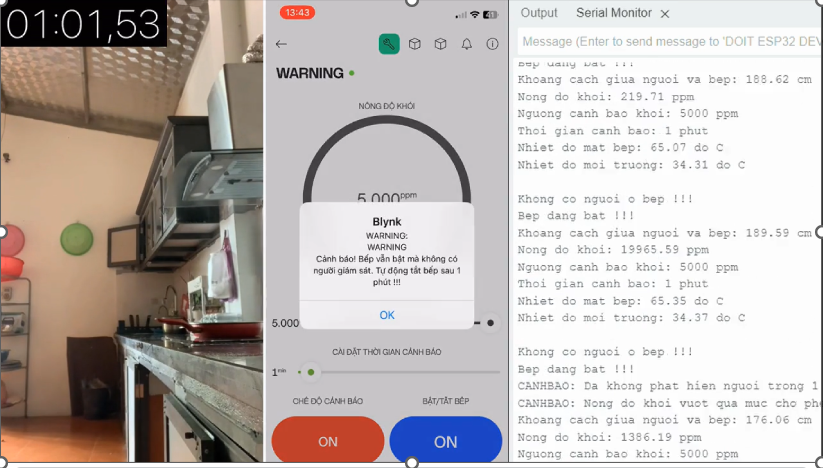 01:01,53
13:43
41
WARNING
NỒNG ĐỘ KHÓI
5.000 ppm
Blynk
WARNING:
WARNING
Cảnh báo! Bếp vẫn bật mà không có
người giám sát. Tự động tắt bếp sau 1
phút !!!
OK
5.000
CÀI ĐẶT THỜI GIAN CẢNH BÁO
1min
CHẾ ĐỘ CẢNH BÁO
BẬT/TẮT BẾP
ON
ON
Output Serial Monitor
Message (Enter to send message to 'DOIT ESP32 DEV
Bep dang bat !!!
Khoang cach giua nguoi va bep: 188.62 cm
Nong do khoi: 219.71 ppm
Nguong canh bao khoi: 5000 ppm
Thoi gian canh bao: 1 phut
Nhiet do mat bep: 65.07 do C
Nhiet do moi truong: 34.31 do C
Khong co nguoi o bep !!!
Bep dang bat !!!
Khoang cach giua nguoi va bep: 189.59 cm
Nong do khoi: 19965.59 ppm
Nguong canh bao khoi: 5000 ppm
Thoi gian canh bao: 1 phut
Nhiet do mat bep: 65.35 do C
Nhiet do moi truong: 34.37 do C
Khong co nguoi o bep !!!
Bep dang bat !!!
CANHBAO: Da khong phat hien nguoi trong 1
CANHBAO: Nong do khoi vuot qua muc cho phe
Khoang cach giua nguoi va bep: 176.06 cm
Nong do khoi: 1386.19 ppm
Nguong canh bao khoi: 5000 ppm